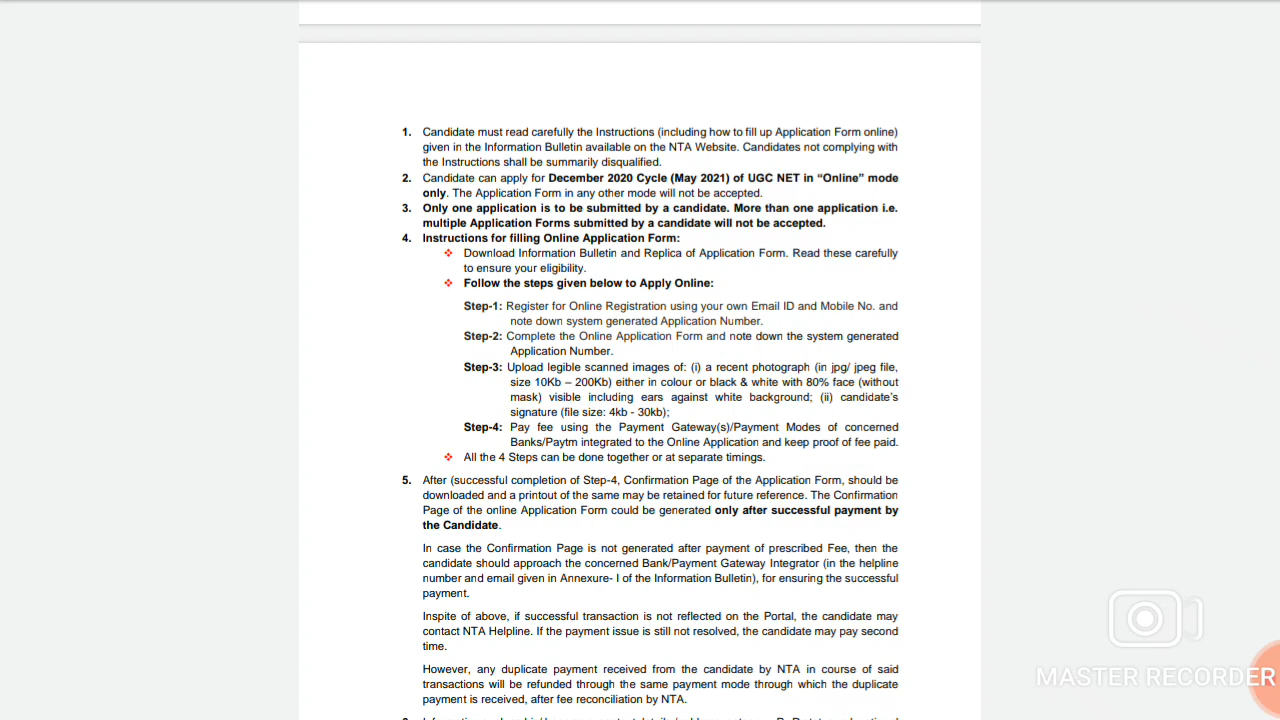 1. Candidate must read carefully the Instructions (including how to fill up Application Form online)
given in the Information Bulletin available on the NTA Website. Candidates not complying with
the Instructions shall be summarily disqualified.
2. Candidate can apply for December 2020 Cycle (May 2021) of UGC NET in “Online” mode
only. The Application Form in any other mode will not be accepted.
3. Only one application is to be submitted by a candidate. More than one application i.e.
multiple Application Forms submitted by a candidate will not be accepted.
4. Instructions for filling Online Application Form:
❖ Download Information Bulletin and Replica of Application Form. Read these carefully
to ensure your eligibility.
❖ Follow the steps given below to Apply Online:
Step-1: Register for Online Registration using your own Email ID and Mobile No. and
note down system generated Application Number.
Step-2: Complete the Online Application Form and note down the system generated
Application Number.
Step-3: Upload legible scanned images of: (i) a recent photograph (in jpg/ jpeg file,
size 10Kb – 200Kb) either in colour or black & white with 80% face (without
mask) visible including ears against white background; (ii) candidate’s
signature (file size: 4kb - 30kb);
Step-4: Pay fee using the Payment Gateway(s)/Payment Modes of concerned
Banks/Paytm integrated to the Online Application and keep proof of fee paid.
❖ All the 4 Steps can be done together or at separate timings.
5. After (successful completion of Step-4, Confirmation Page of the Application Form, should be
downloaded and a printout of the same may be retained for future reference. The Confirmation
Page of the online Application Form could be generated only after successful payment by
the Candidate.
In case the Confirmation Page is not generated after payment of prescribed Fee, then the
candidate should approach the concerned Bank/Payment Gateway Integrator (in the helpline
number and email given in Annexure- I of the Information Bulletin), for ensuring the successful
payment.
Inspite of above, if successful transaction is not reflected on the Portal, the candidate may
contact NTA Helpline. If the payment issue is still not resolved, the candidate may pay second
time.
However, any duplicate payment received from the candidate by NTA in course of said
transactions will be refunded through the same payment mode through which the duplicate
payment is received, after fee reconciliation by NTA.
MASTER RECORDER